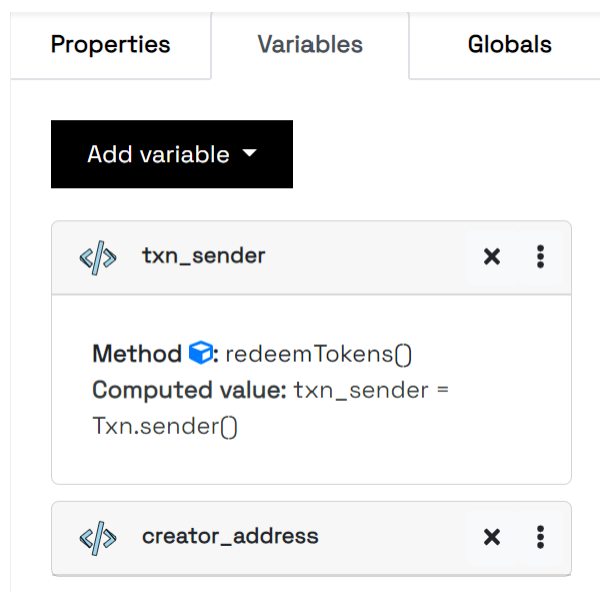 Properties Variables Globals
Add variable
txn_sender
Method : redeemTokens()
Computed value: txn_sender =
Txn.sender()
creator_address